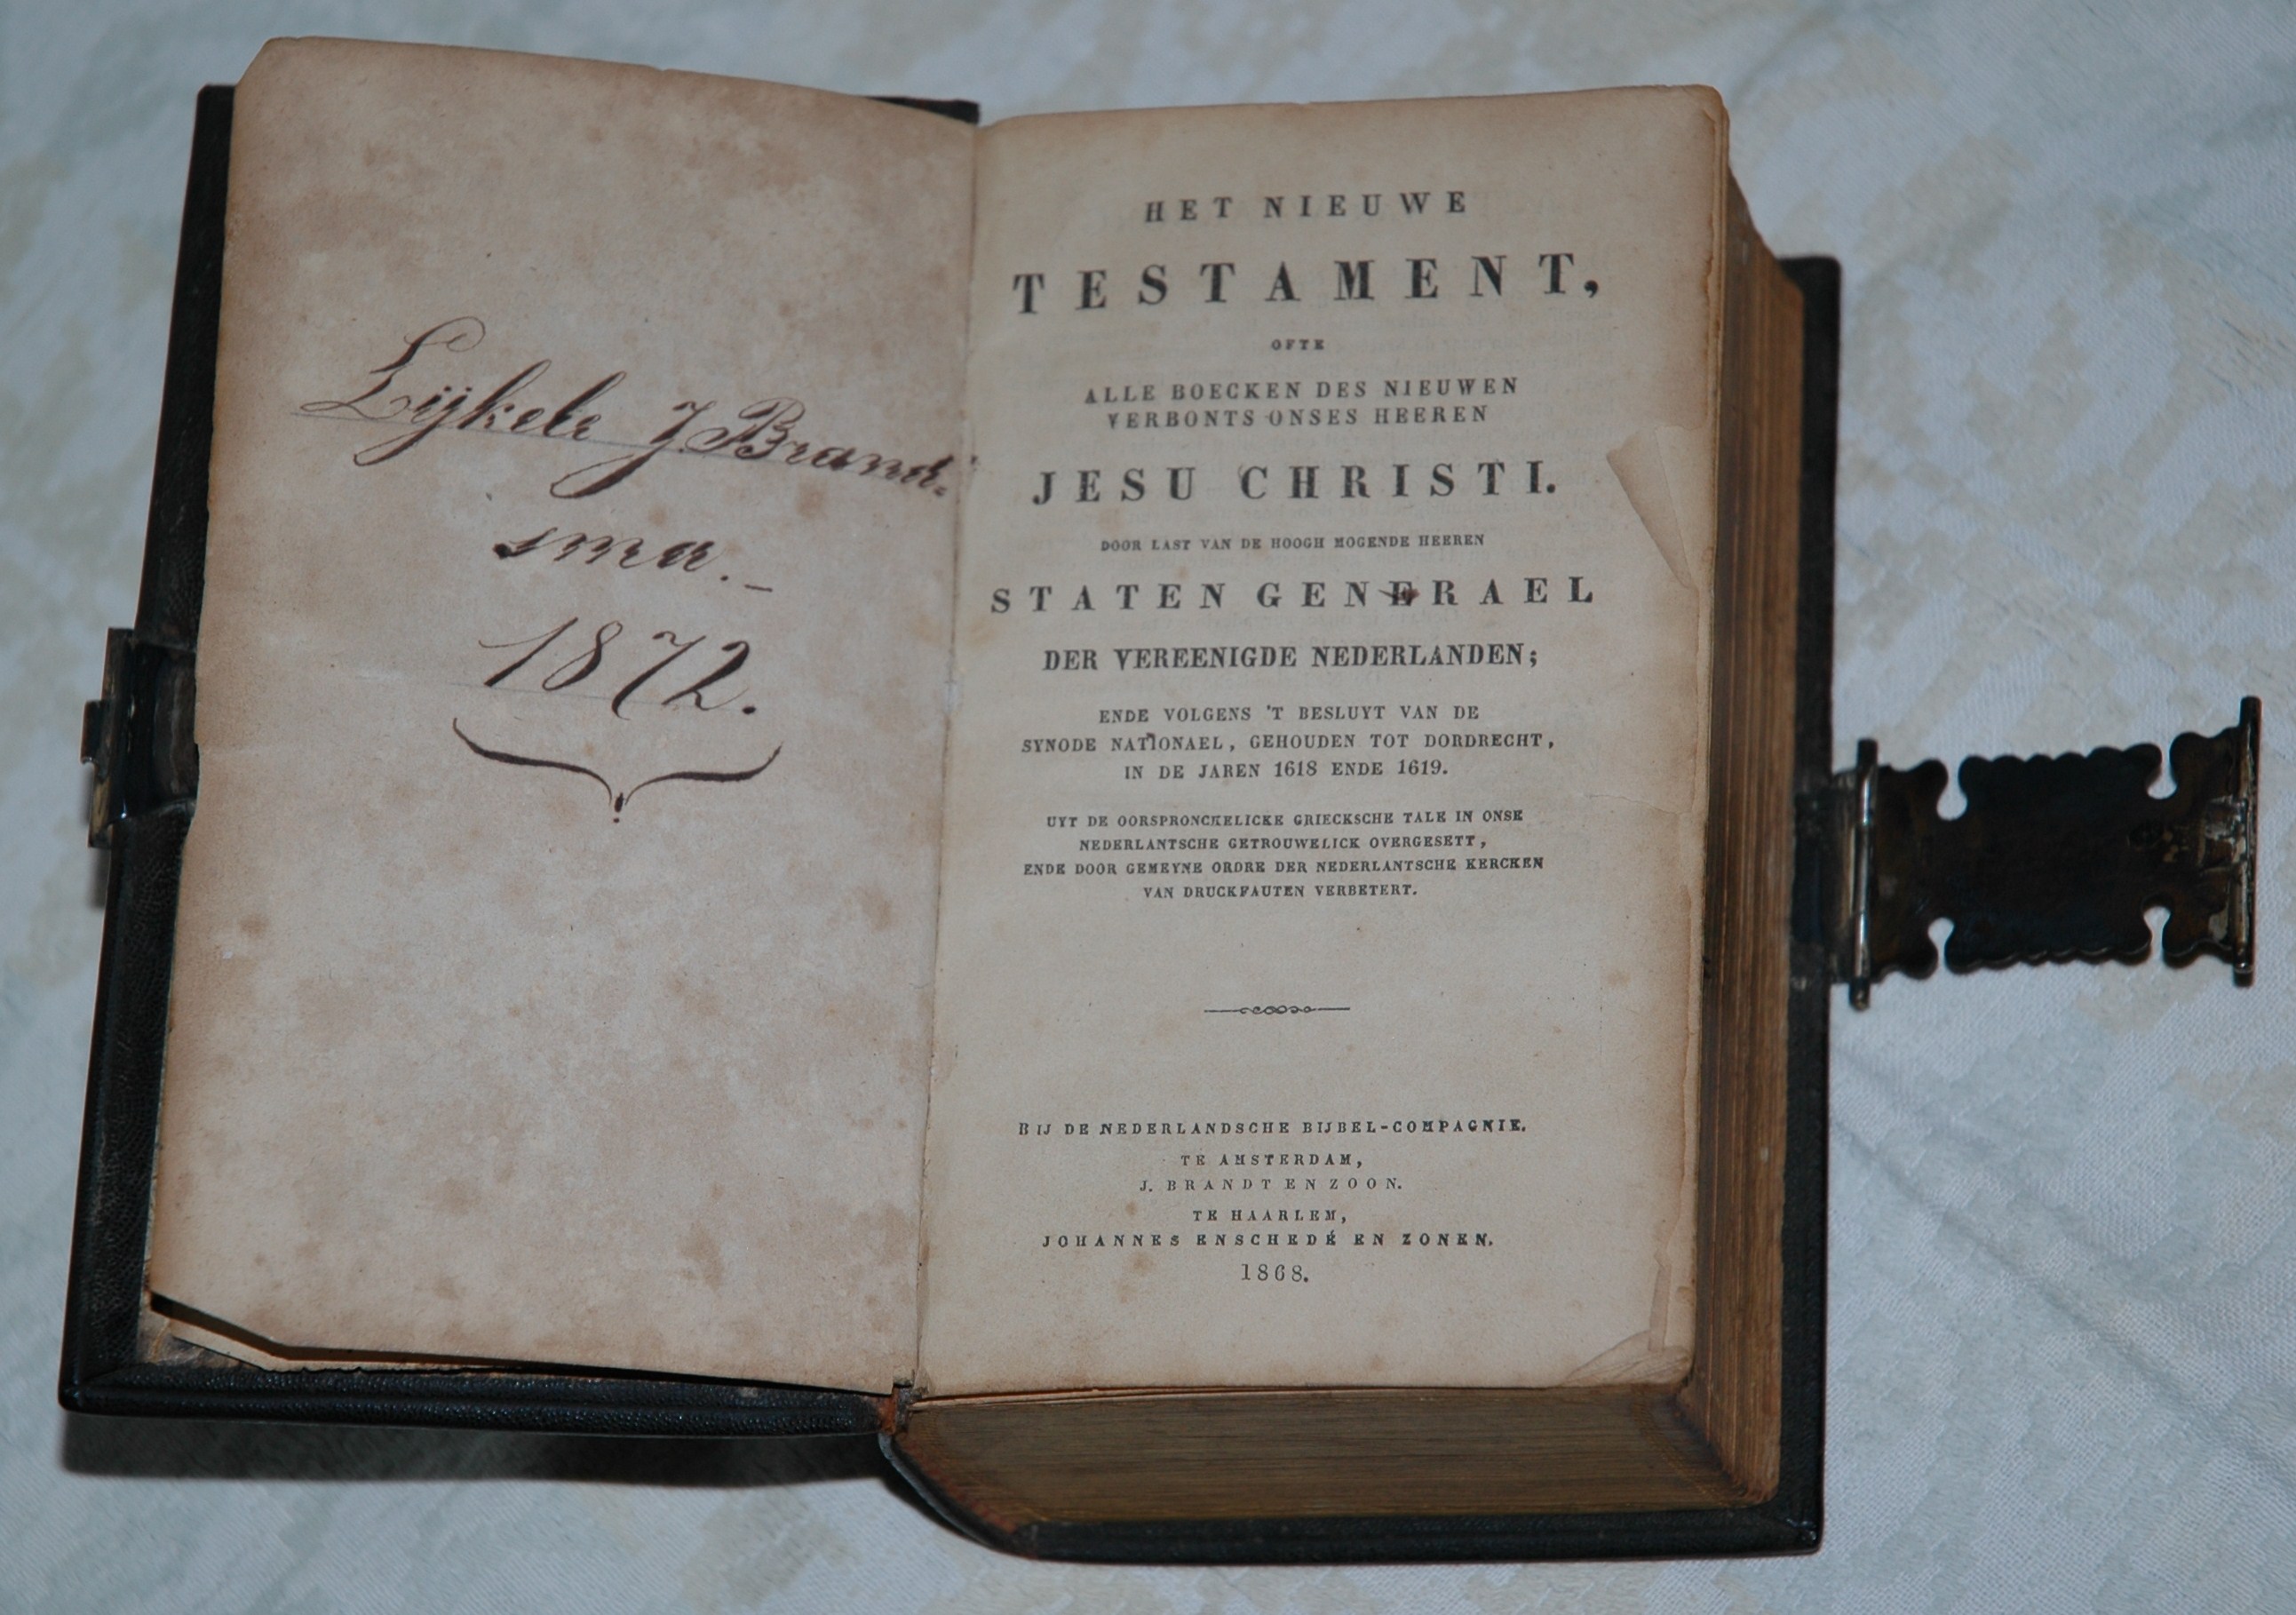 Lijkele J. Brand-
sma.
1872.
HET NIEUWE
TESTAMENT,
OFTE
ALLE BOECKEN DES NIEUWEN
VERBONTS ONSES HEEREN
JESU CHRISTI.
DOOR LAST VAN DE HOOGH MOGENDE HEEREN
STATEN GENERAEL
DER VEREENIGDE NEDERLANDEN;
ENDE VOLGENS 'T BESLUYT VAN DE
SYNODE NATIONAEL, GEHOUDEN TOT DORDRECHT,
IN DE JAREN 1618 ENDE 1619.
UYT DE OORSPRONCKELICKE GRIECKSCHE TALE IN ONSE
NEDERLANTSCHE GETROUWELICK OVERGESETT,
ENDE DOOR GEMEYNE ORDRE DER NEDERLANTSCHE KERCKEN
VAN DRUCKFAUTEN VERBETERT.
BIJ DE NEDERLANDSCHE BIJBEL-COMPAGNIE.
TE AMSTERDAM,
J. BRANDT EN ZOON.
TE HAARLEM,
JOHANNES ENSCHEDÉ EN ZONEN.
1868.